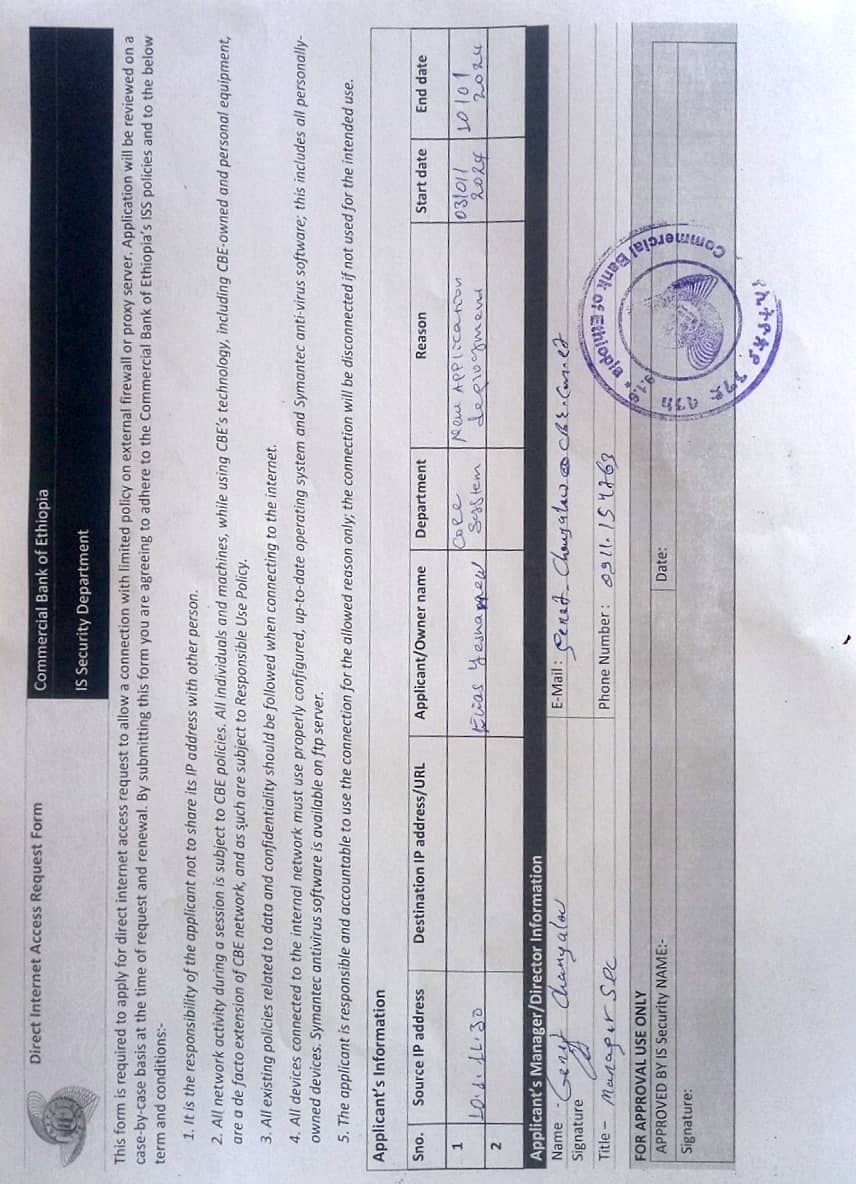 Direct Internet Access Request Form
Commercial Bank of Ethiopia
IS Security Department
This form is required to apply for direct internet access request to allow a connection with limited policy on external firewall or proxy server. Application will be reviewed on a
case-by-case basis at the time of request and renewal. By submitting this form you are agreeing to adhere to the Commercial Bank of Ethiopia's ISS policies and to the below
term and conditions:-
1. It is the responsibility of the applicant not to share its IP address with other person.
2. All network activity during a session is subject to CBE policies. All individuals and machines, while using CBE's technology, including CBE-owned and personal equipment,
are a de facto extension of CBE network, and as such are subject to Responsible Use Policy.
3. All existing policies related to data and confidentiality should be followed when connecting to the internet.
4. All devices connected to the internal network must use properly configured, up-to-date operating system and Symantec anti-virus software; this includes all personally-
owned devices. Symantec antivirus software is available on ftp server.
5. The applicant is responsible and accountable to use the connection for the allowed reason only; the connection will be disconnected if not used for the intended use.
Applicant's Information
Sno. Source IP address Destination IP address/URL Applicant/Owner name Department Reason Start date End date
1 10.1.11.30 Elias Core System New Application deployment 03/01/2024 10/01/2024
2
Applicant's Manager/Director Information
Name - Genet Changalew E-Mail :
Signature
Title - Manager Phone Number : 0911.154763
FOR APPROVAL USE ONLY
APPROVED BY IS Security NAME:- Date:
Signature:
Commercial Bank of Ethiopia
የኢትዮጵያ ንግድ ባንክ